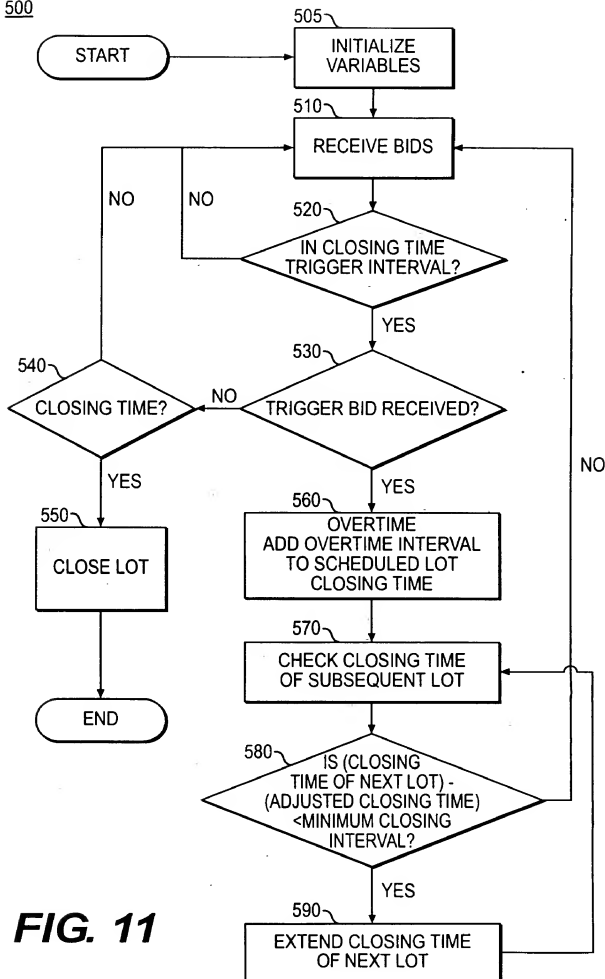 500
START
505
INITIALIZE
VARIABLES
510
RECEIVE BIDS
NO
NO
520
IN CLOSING TIME
TRIGGER INTERVAL?
YES
530
TRIGGER BID RECEIVED?
NO
540
CLOSING TIME?
YES
YES
NO
550
CLOSE LOT
560
OVERTIME
ADD OVERTIME INTERVAL
TO SCHEDULED LOT
CLOSING TIME
570
CHECK CLOSING TIME
OF SUBSEQUENT LOT
END
580
IS (CLOSING
TIME OF NEXT LOT) -
(ADJUSTED CLOSING TIME)
<MINIMUM CLOSING
INTERVAL?
YES
590
EXTEND CLOSING TIME
OF NEXT LOT
FIG. 11